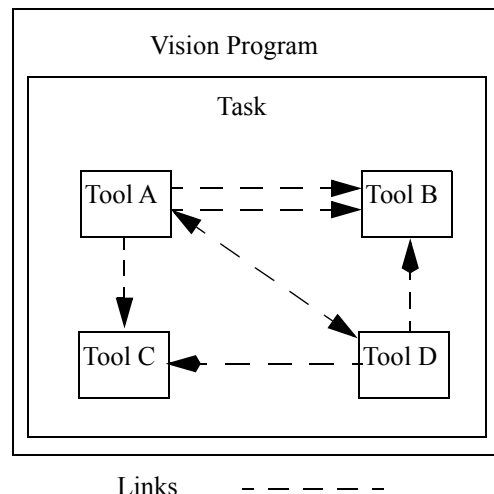 Vision Program
Task
Tool A
Tool B
Tool C
Tool D
Links